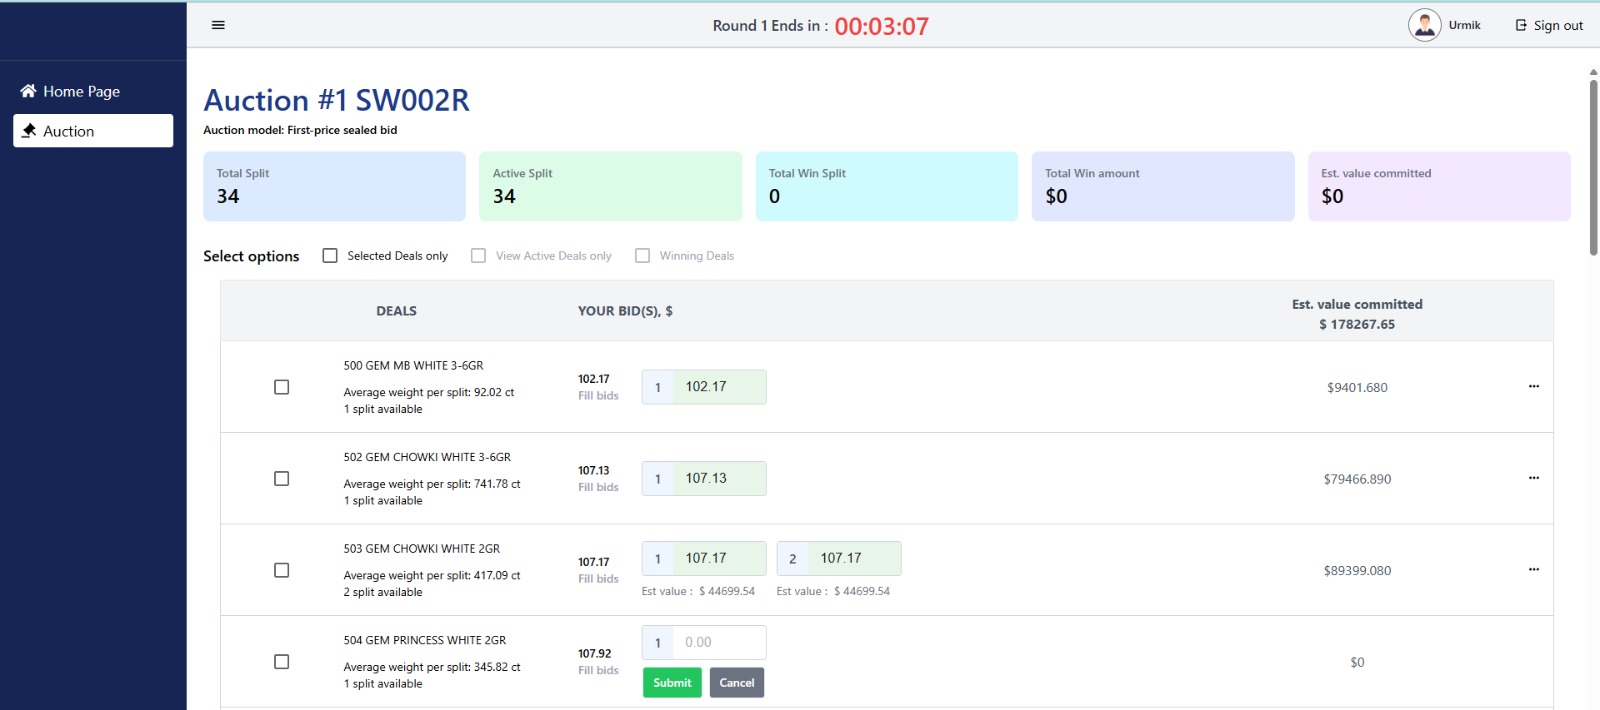 Round 1 Ends in : 00:03:07
Urmik
Sign out
Home Page
Auction
Auction #1 SW002R
Auction model: First-price sealed bid
Total Split
34
Active Split
34
Total Win Split
0
Total Win amount
$0
Est. value committed
$0
Select options
Selected Deals only
View Active Deals only
Winning Deals
DEALS
YOUR BID(S), $
Est. value committed
$ 178267.65
500 GEM MB WHITE 3-6GR
Average weight per split: 92.02 ct
1 split available
102.17
Fill bids
1 102.17
$9401.680
502 GEM CHOWKI WHITE 3-6GR
Average weight per split: 741.78 ct
1 split available
107.13
Fill bids
1 107.13
$79466.890
503 GEM CHOWKI WHITE 2GR
Average weight per split: 417.09 ct
2 split available
107.17
Fill bids
1 107.17
2 107.17
Est value : $ 44699.54
Est value : $ 44699.54
$89399.080
504 GEM PRINCESS WHITE 2GR
Average weight per split: 345.82 ct
1 split available
107.92
Fill bids
1 0.00
Submit
Cancel
$0